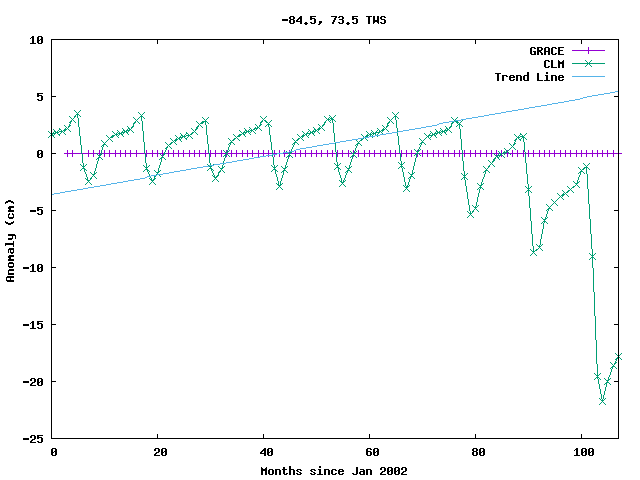 -84.5, 73.5 TWS
GRACE
CLM
Trend Line
10
5
0
-5
-10
-15
-20
-25
Anomaly (cm)
0 20 40 60 80 100
Months since Jan 2002